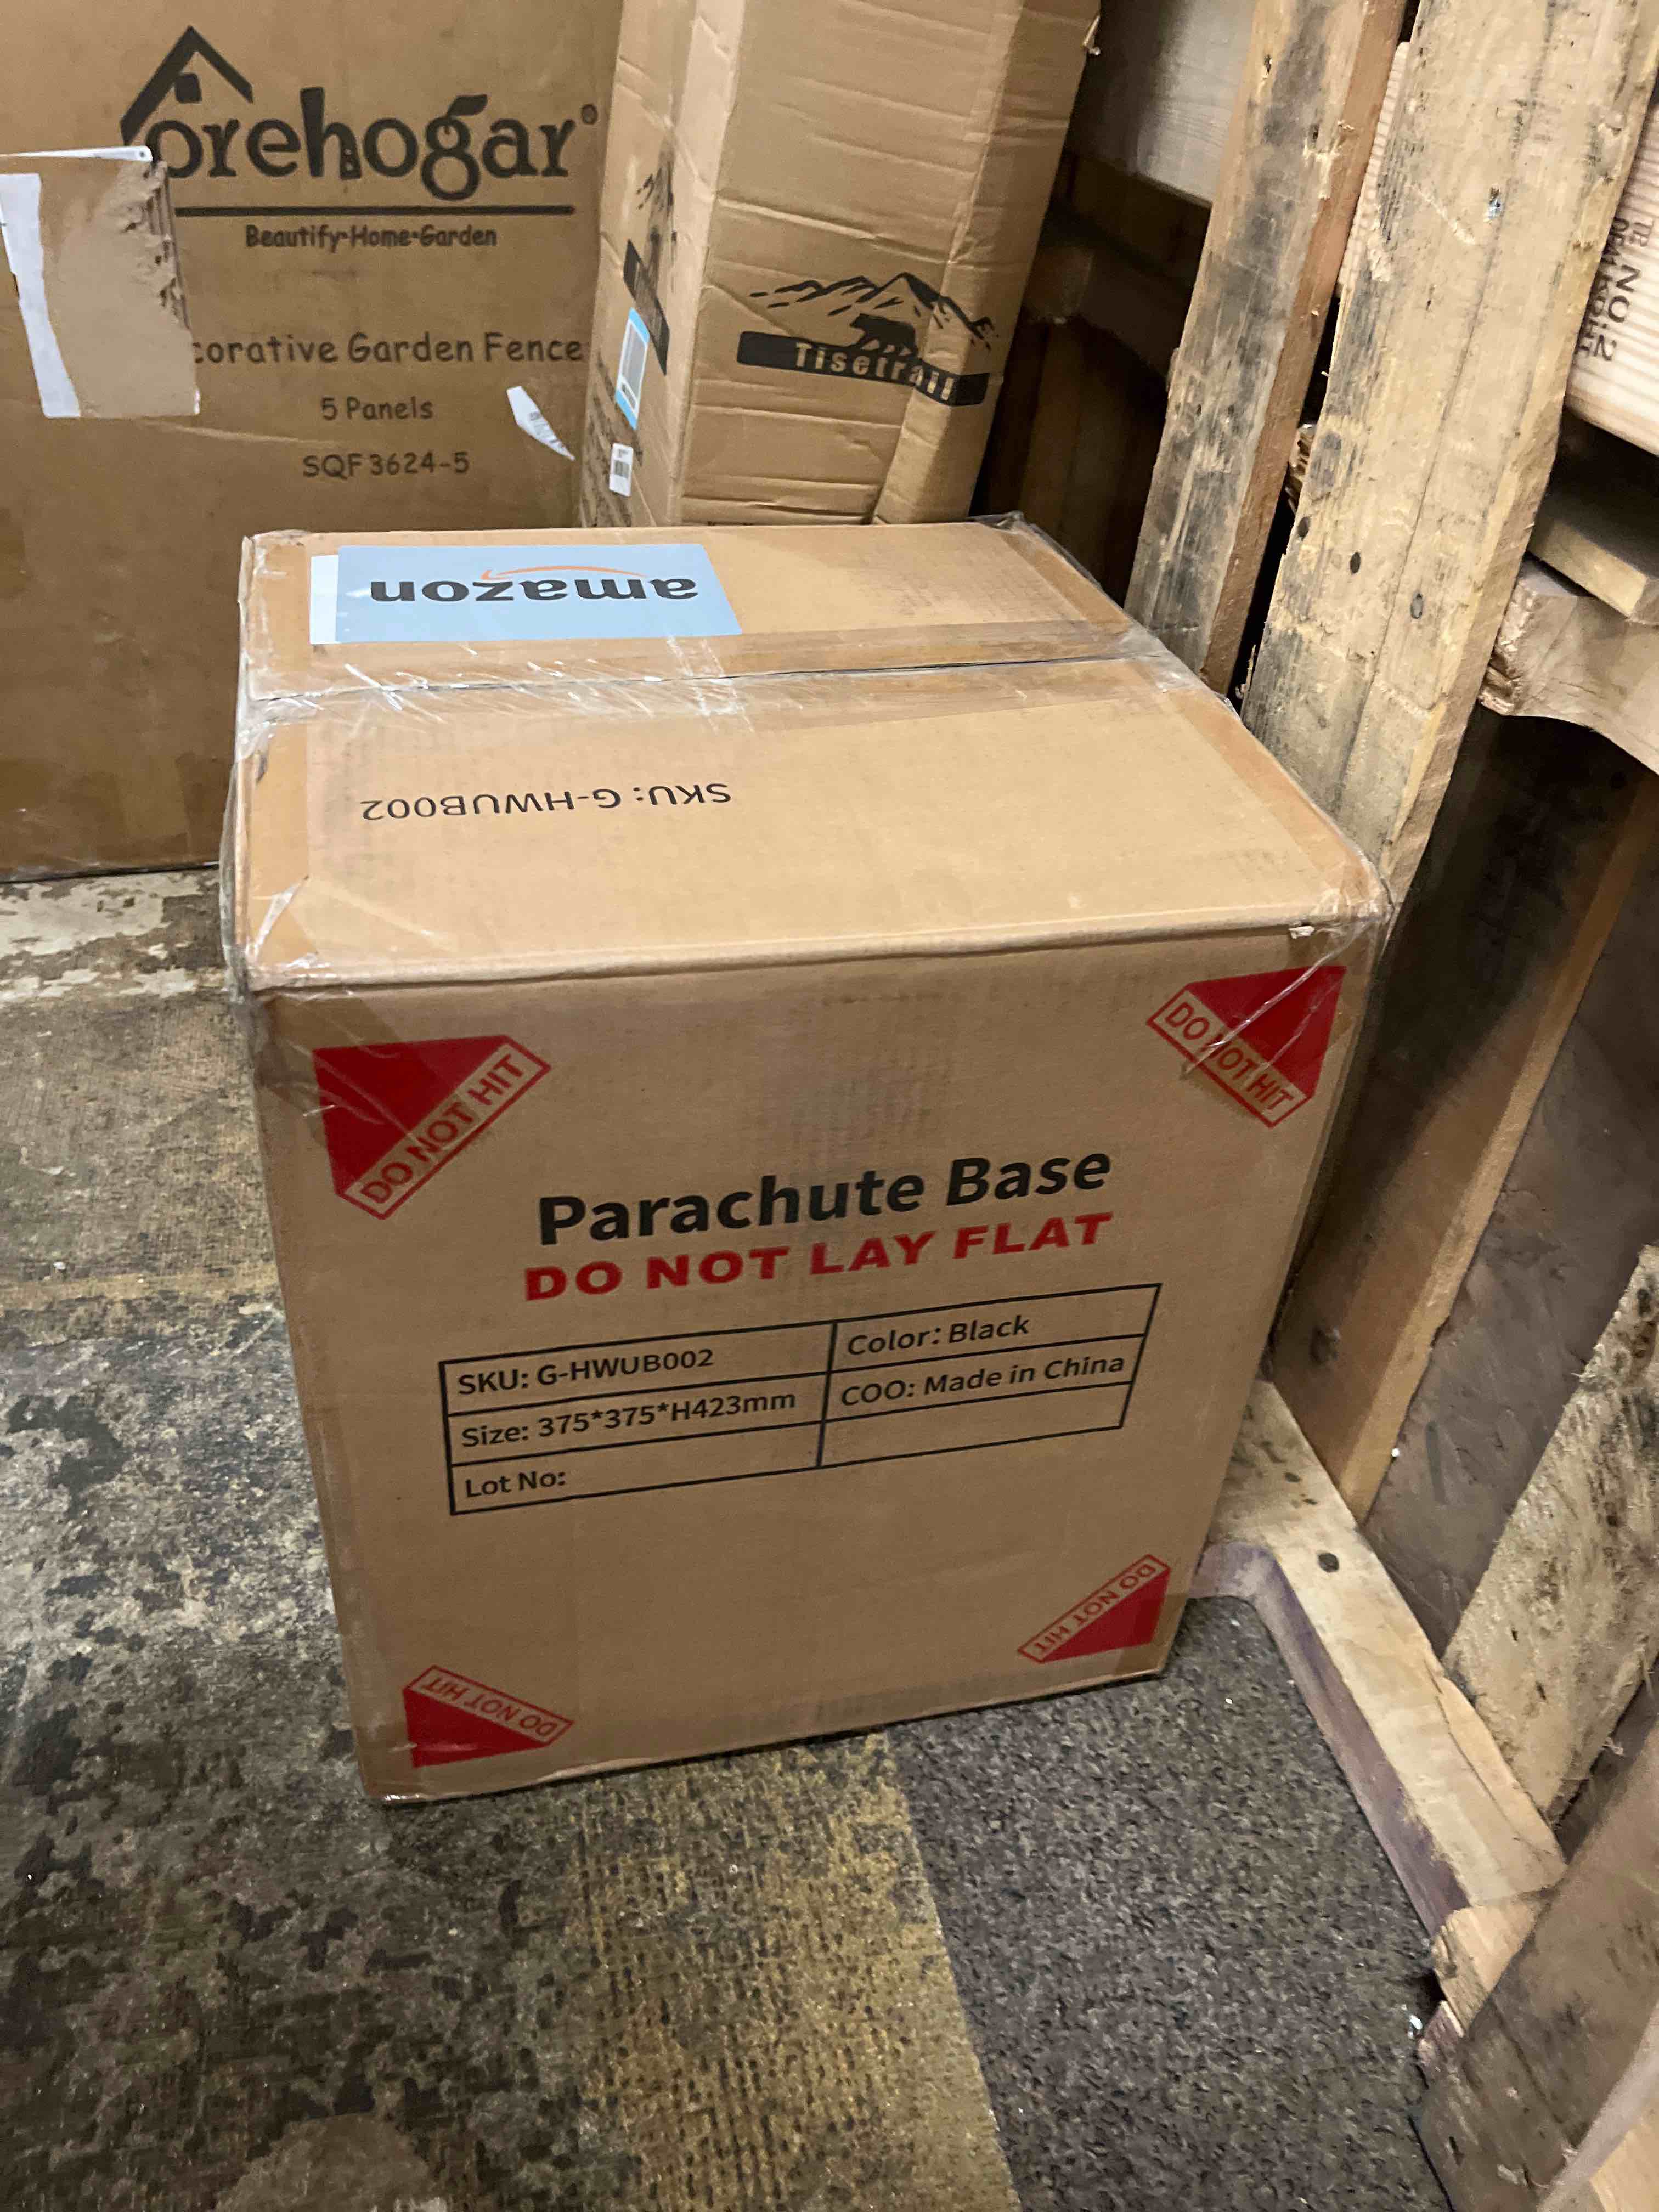 orehogar®
Beautify·Home·Garden
corative Garden Fence
5 Panels
SQF3624-5
Tisetrail
amazon
SKU: G-HWUB002
DO NOT HIT
DO NOT HIT
Parachute Base
DO NOT LAY FLAT
SKU: G-HWUB002
Color: Black
Size: 375*375*H423mm
COO: Made in China
Lot No:
DO NOT HIT
DO NOT HIT
NO:2